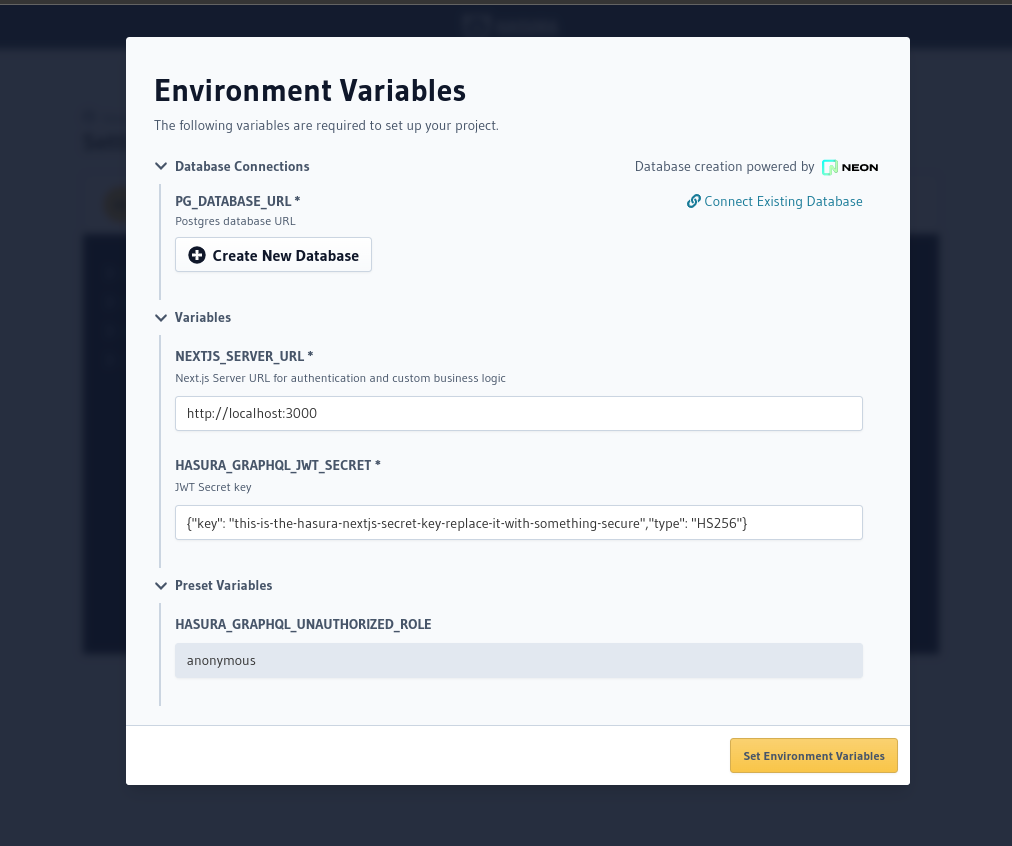 Environment Variables
The following variables are required to set up your project.
Database Connections
Database creation powered by NEON
PG_DATABASE_URL *
Connect Existing Database
Postgres database URL
Create New Database
Variables
NEXTJS_SERVER_URL *
Next.js Server URL for authentication and custom business logic
http://localhost:3000
HASURA_GRAPHQL_JWT_SECRET *
JWT Secret key
{"key": "this-is-the-hasura-nextjs-secret-key-replace-it-with-something-secure","type": "HS256"}
Preset Variables
HASURA_GRAPHQL_UNAUTHORIZED_ROLE
anonymous
Set Environment Variables